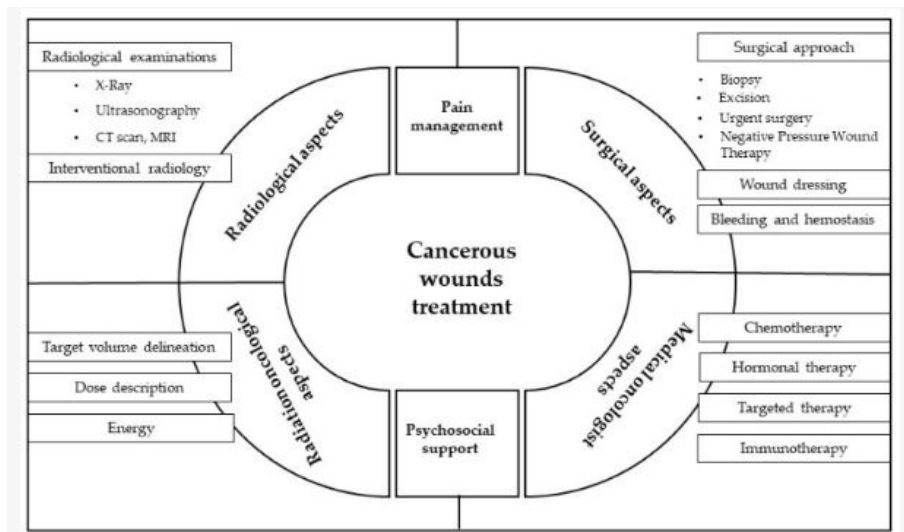 Radiological examinations
• X-Ray
• Ultrasonography
• CT scan, MRI
Interventional radiology
Radiological aspects
Pain
management
Surgical aspects
Surgical approach
• Biopsy
• Excision
• Urgent surgery
• Negative Pressure Wound
Therapy
Wound dressing
Bleeding and hemostasis
Cancerous
wounds
treatment
Target volume delineation
Dose description
Energy
Radiation oncological
aspects
Psychosocial
support
Medical oncologist
aspects
Chemotherapy
Hormonal therapy
Targeted therapy
Immunotherapy